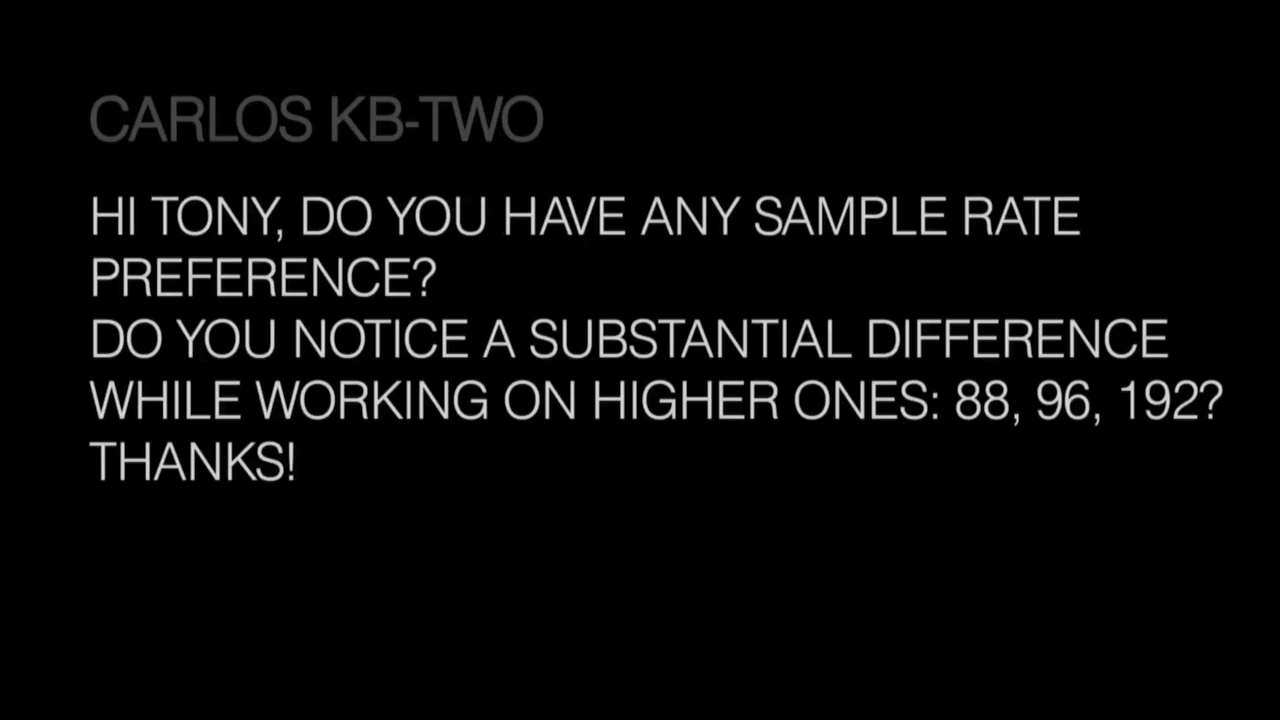 CARLOS KB-TWO
HI TONY, DO YOU HAVE ANY SAMPLE RATE
PREFERENCE?
DO YOU NOTICE A SUBSTANTIAL DIFFERENCE
WHILE WORKING ON HIGHER ONES: 88, 96, 192?
THANKS!